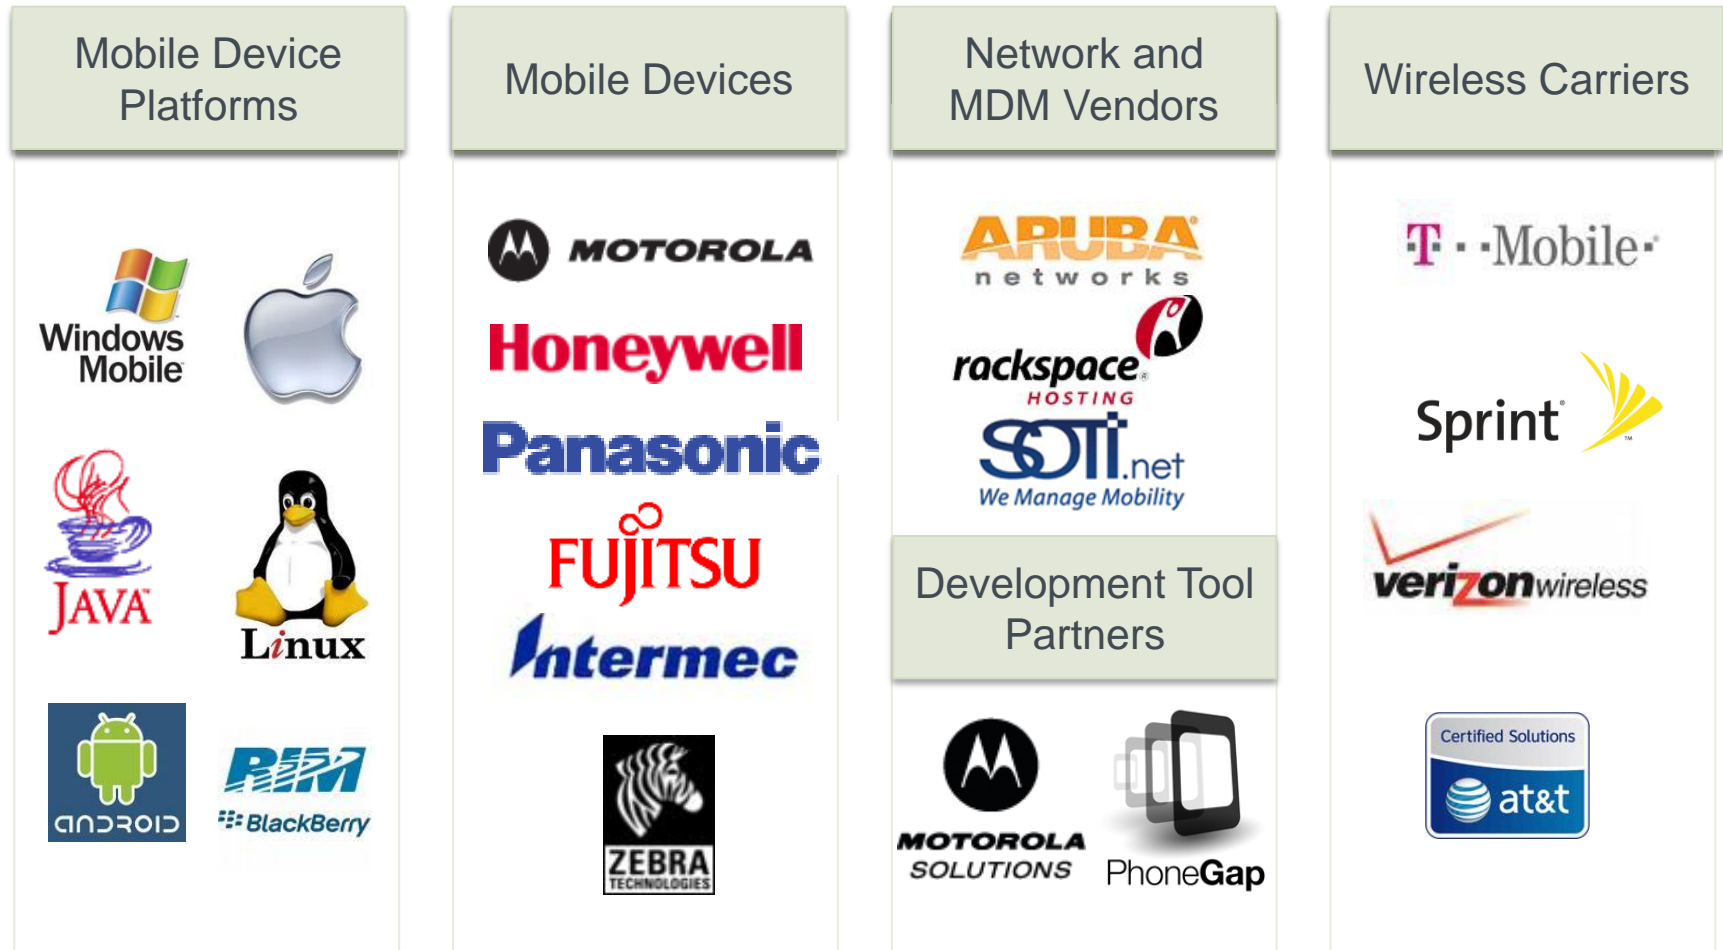 Mobile Device
Platforms
Windows
Mobile
JAVA
Linux
ANDROID
RIM
BlackBerry
Mobile Devices
MOTOROLA
Honeywell
Panasonic
FUJITSU
Intermec
ZEBRA
TECHNOLOGIES
Network and
MDM Vendors
ARUBA
networks
rackspace
HOSTING
SOTI.net
We Manage Mobility
Development Tool
Partners
MOTOROLA
SOLUTIONS
PhoneGap
Wireless Carriers
T··Mobile·
Sprint
verizonwireless
Certified Solutions
at&t